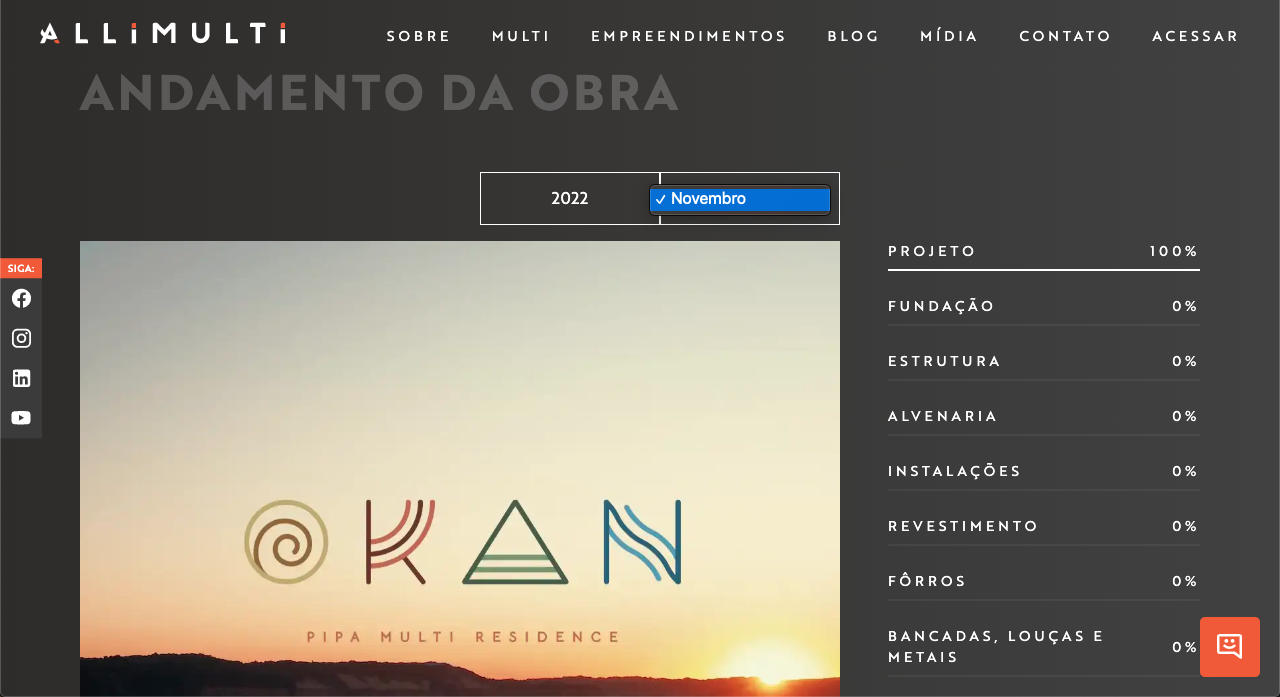 ALLiMULTi
SOBRE
MULTI
EMPREENDIMENTOS
BLOG
MÍDIA
CONTATO
ACESSAR
ANDAMENTO DA OBRA
2022
✓ Novembro
SIGA:
OKAN
PIPA MULTI RESIDENCE
PROJETO 100%
FUNDAÇÃO 0%
ESTRUTURA 0%
ALVENARIA 0%
INSTALAÇÕES 0%
REVESTIMENTO 0%
FÔRROS 0%
BANCADAS, LOUÇAS E
METAIS 0%